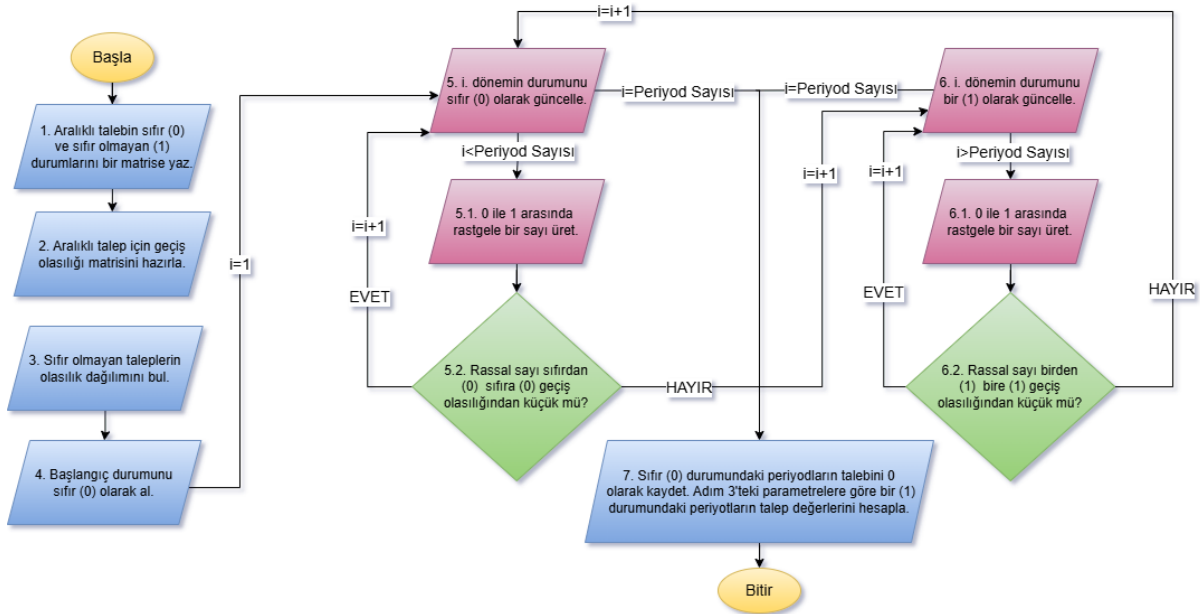 Başla
1. Aralıklı talebin sıfır (0)
ve sıfır olmayan (1)
durumlarını bir matrise yaz.
2. Aralıklı talep için geçiş
olasılığı matrisini hazırla.
3. Sıfır olmayan taleplerin
olasılık dağılımını bul.
4. Başlangıç durumunu
sıfır (0) olarak al.
i=1
i=i+1
5. i. dönemin durumunu
sıfır (0) olarak güncelle.
i=Periyod Sayısı
i<Periyod Sayısı
5.1. 0 ile 1 arasında
rastgele bir sayı üret.
i=i+1
EVET
5.2. Rassal sayı sıfırdan
(0) sıfıra (0) geçiş
olasılığından küçük mü?
HAYIR
i=i+1
i=Periyod Sayısı
6. i. dönemin durumunu
bir (1) olarak güncelle.
i>Periyod Sayısı
i=i+1
6.1. 0 ile 1 arasında
rastgele bir sayı üret.
EVET
HAYIR
6.2. Rassal sayı birden
(1) bire (1) geçiş
olasılığından küçük mü?
7. Sıfır (0) durumundaki periyodların talebini 0
olarak kaydet. Adım 3'teki parametrelere göre bir (1)
durumundaki periyotların talep değerlerini hesapla.
Bitir